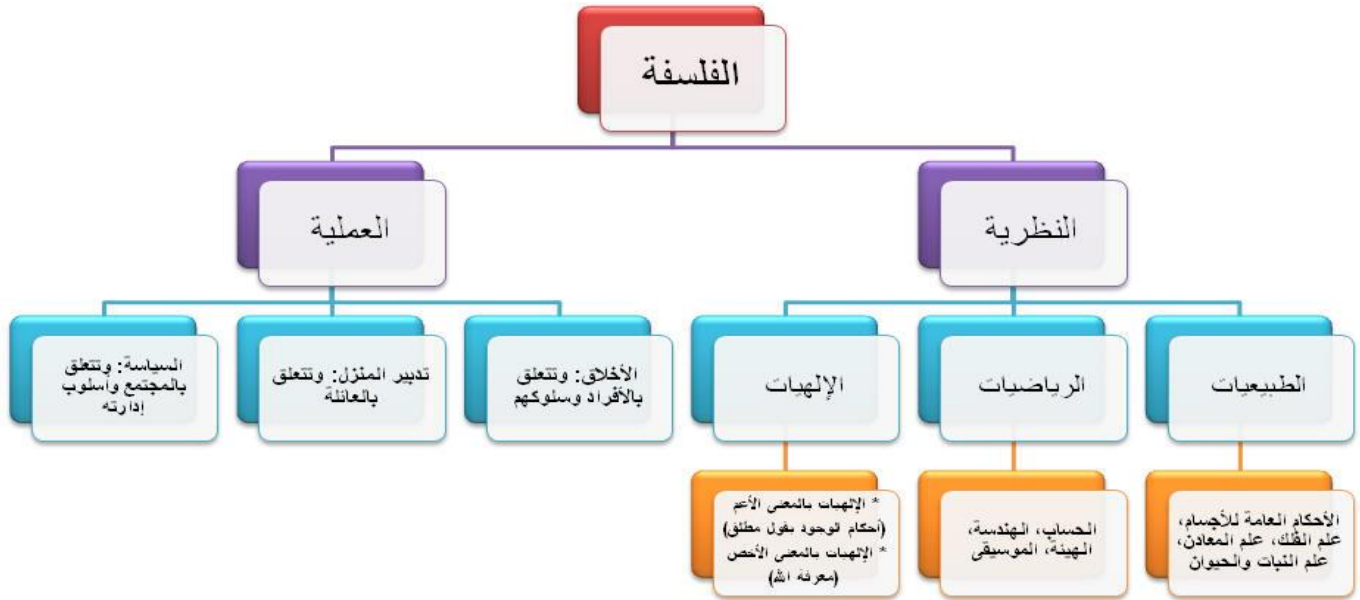 الفلسفة
النظرية
العملية
الطبيعيات
الرياضيات
الإلهيات
الأخلاق: وتتعلق
بالأفراد وسلوكهم
تدبير المنزل: وتتعلق
بالعائلة
السياسة: وتتعلق
بالمجتمع وأسلوب
إدارته
الأحكام العامة للأجسام،
علم الفلك، علم المعادن،
علم النبات والحيوان
الحساب، الهندسة،
الهيئة، الموسيقى
* الإلهيات بالمعنى الأعم
(أحكام الوجود بقول مطلق)
* الإلهيات بالمعنى الأخص
(معرفة الله)